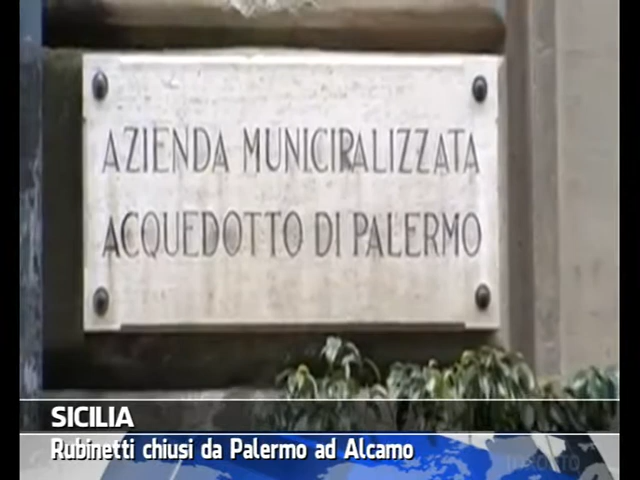 AZIENDA MUNICIPALIZZATA
ACQUEDOTTO DI PALERMO
SICILIA
Rubinetti chiusi da Palermo ad Alcamo